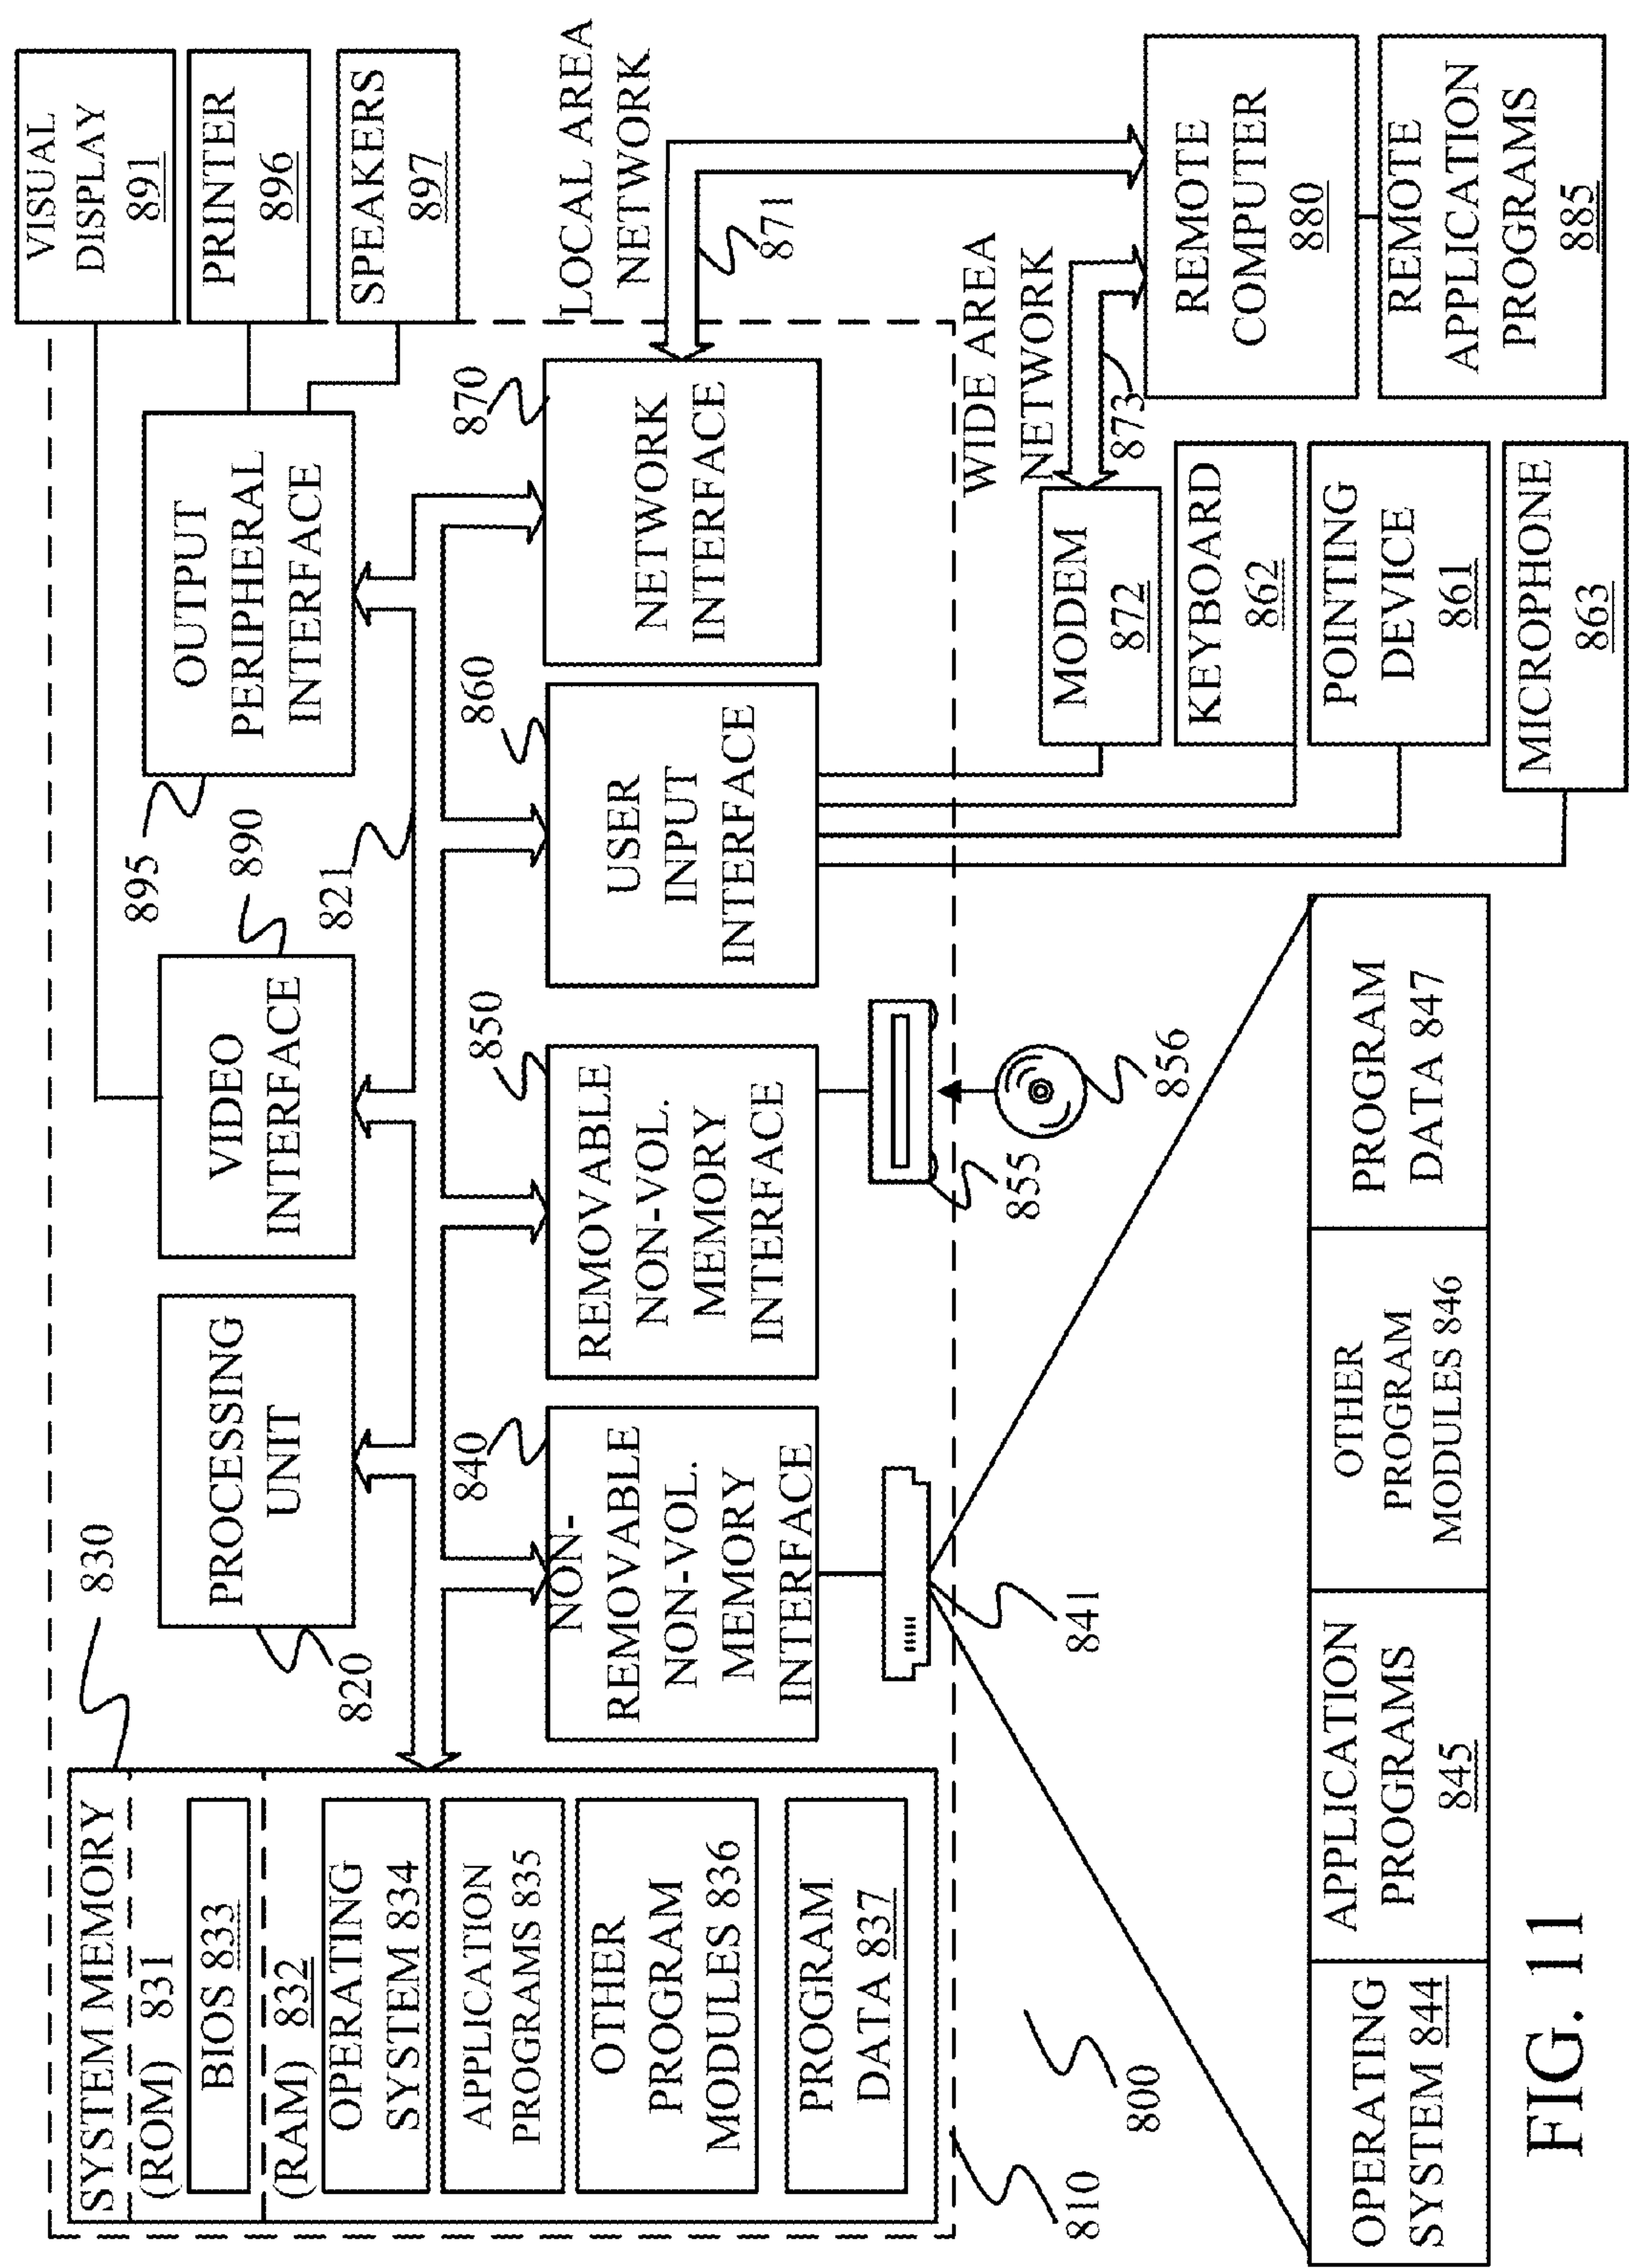 SYSTEM MEMORY
(ROM) 831
BIOS 833
(RAM) 832
OPERATING
SYSTEM 834
APPLICATION
PROGRAMS 835
OTHER
PROGRAM
MODULES 836
PROGRAM
DATA 837
830
PROCESSING
UNIT
820
VIDEO
INTERFACE
890
821
OUTPUT
PERIPHERAL
INTERFACE
895
VISUAL
DISPLAY
891
PRINTER
896
SPEAKERS
897
NON-
REMOVABLE
NON-VOL.
MEMORY
INTERFACE
840
REMOVABLE
NON-VOL.
MEMORY
INTERFACE
850
USER
INPUT
INTERFACE
860
NETWORK
INTERFACE
870
LOCAL AREA
NETWORK
871
841
855
856
WIDE AREA
NETWORK
873
MODEM
872
KEYBOARD
862
POINTING
DEVICE
861
MICROPHONE
863
REMOTE
COMPUTER
880
REMOTE
APPLICATION
PROGRAMS
885
810
800
OPERATING
SYSTEM 844
APPLICATION
PROGRAMS
845
OTHER
PROGRAM
MODULES 846
PROGRAM
DATA 847
FIG. 11